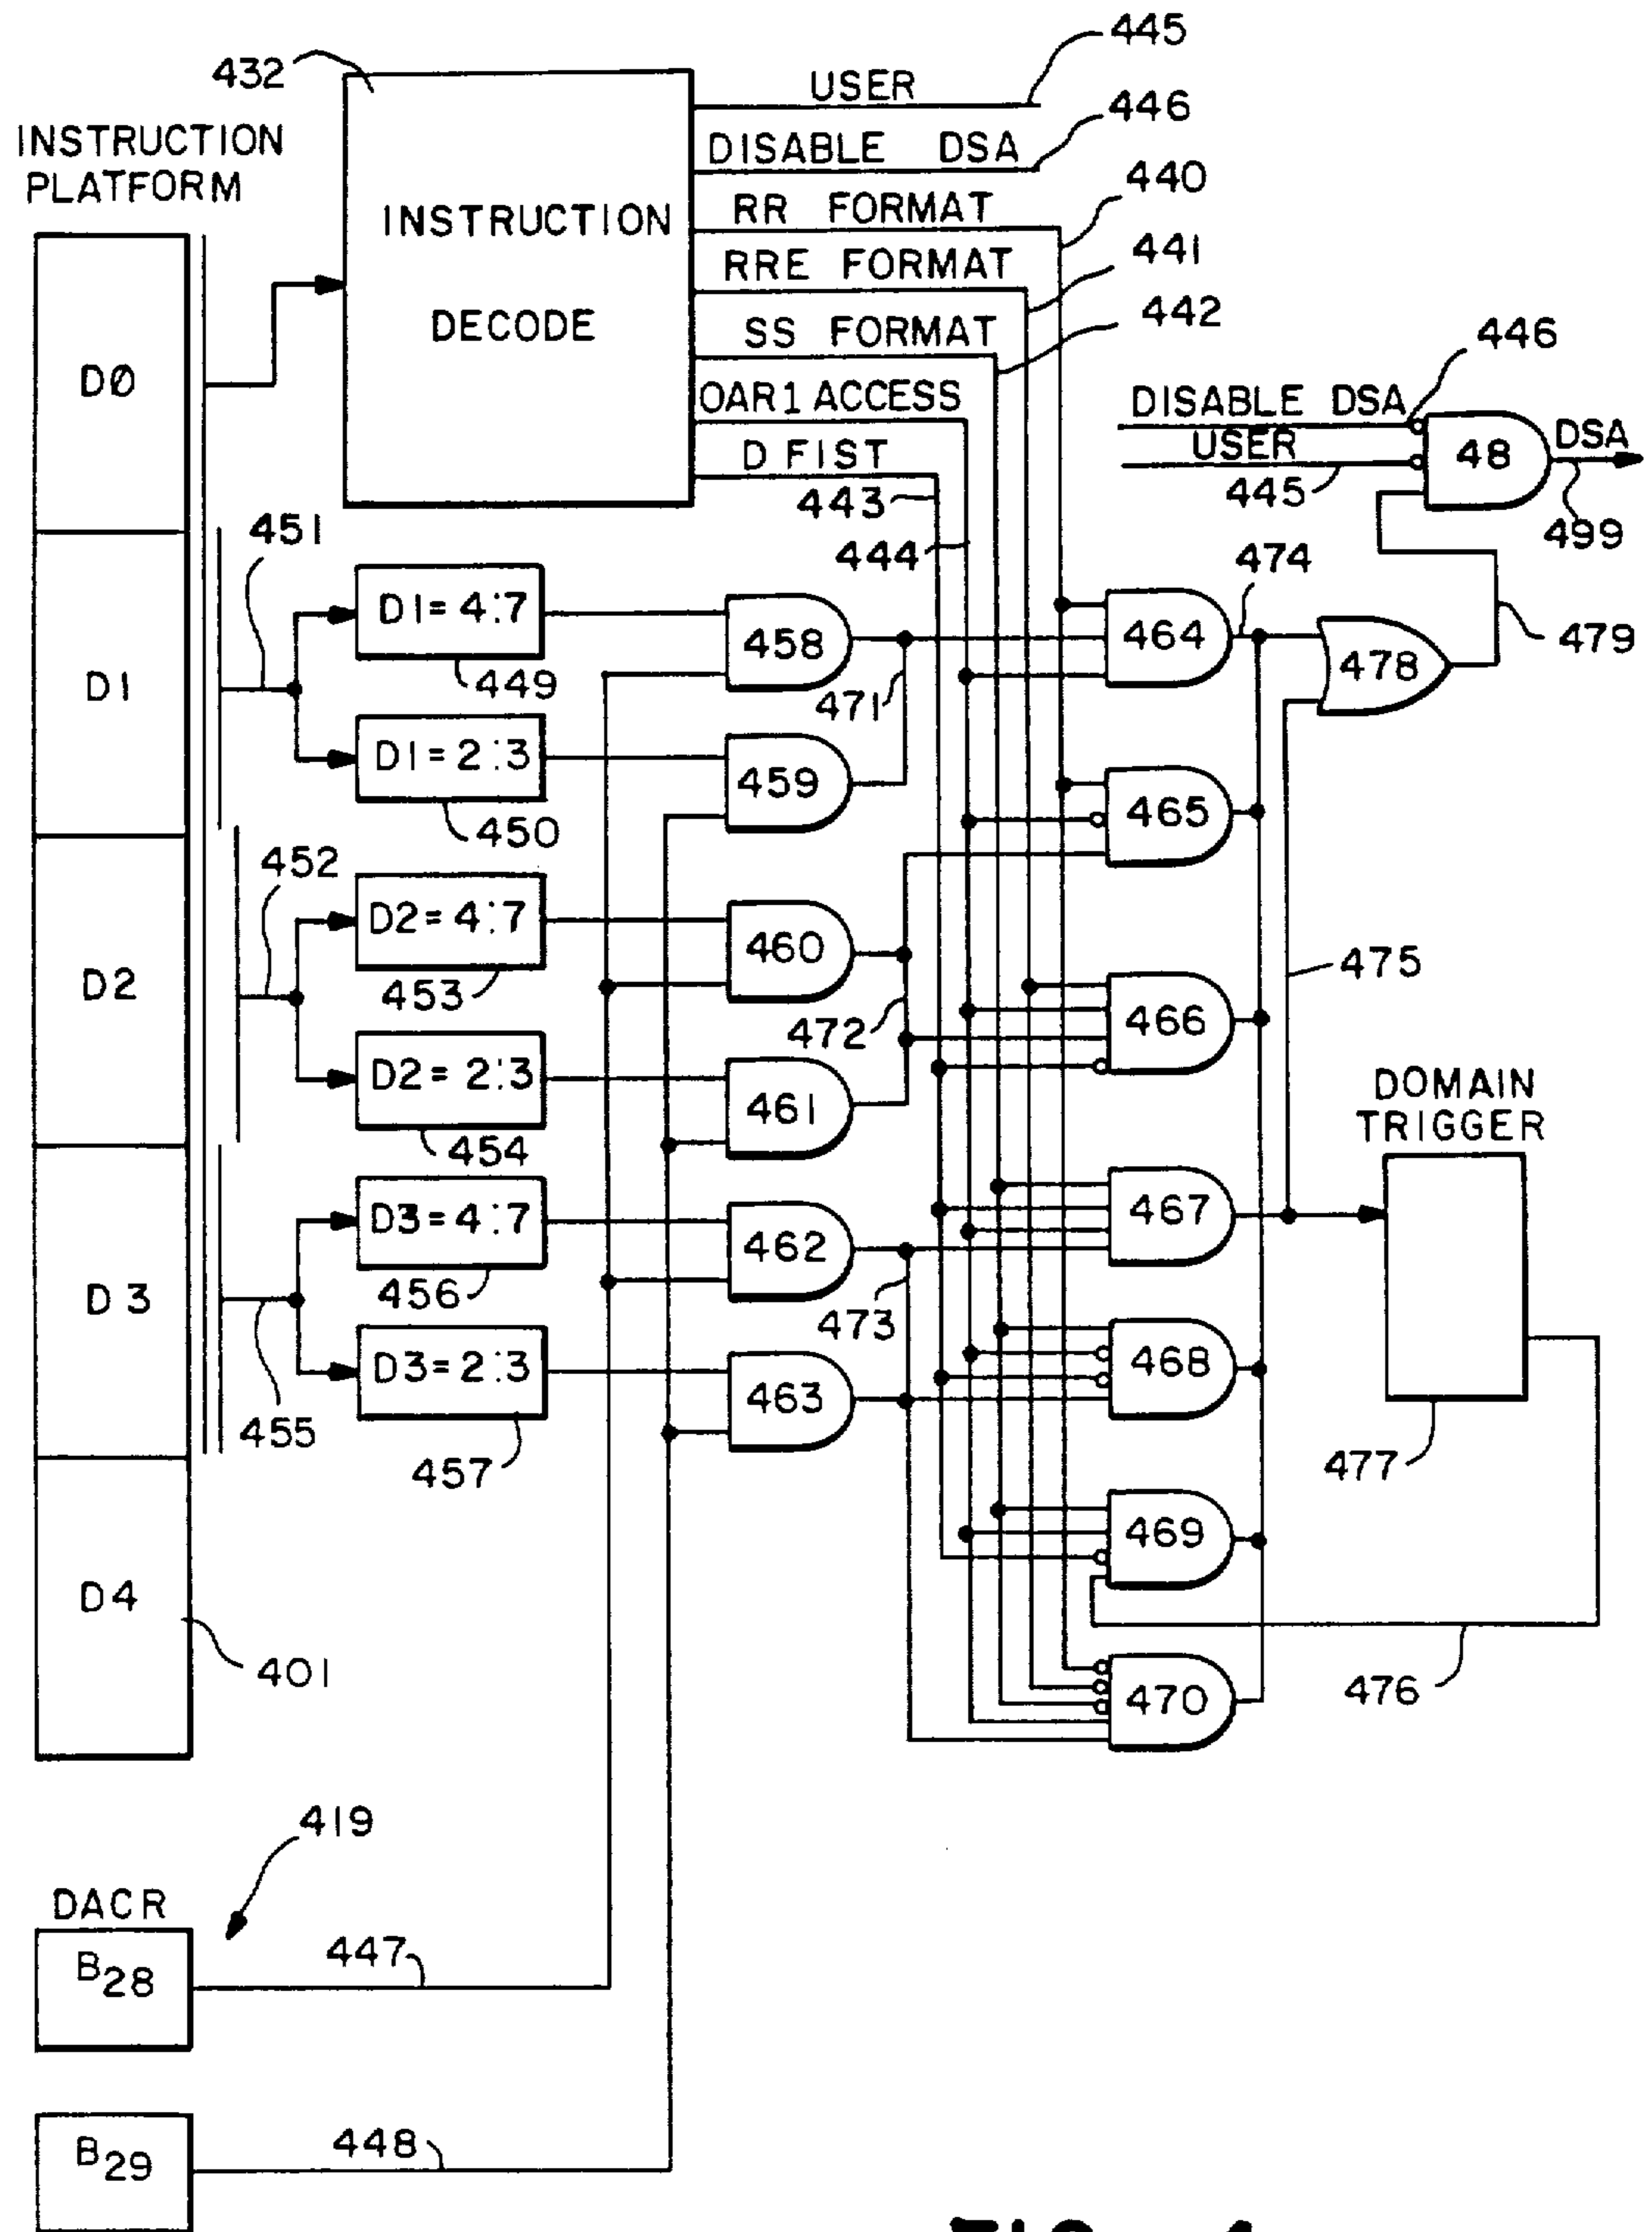 432
INSTRUCTION
PLATFORM
INSTRUCTION
DECODE
USER
445
DISABLE DSA
446
RR FORMAT
440
RRE FORMAT
441
SS FORMAT
442
OAR1 ACCESS
D FIST
443
444
446
DISABLE DSA
USER
445
48
DSA
499
D0
451
D1
D1=4:7
449
D1=2:3
450
452
D2
D2=4:7
453
D2=2:3
454
D3
D3=4:7
456
D3=2:3
457
455
D4
401
458
471
459
460
472
461
462
473
463
464
474
478
479
465
466
475
467
DOMAIN
TRIGGER
477
468
469
476
470
419
DACR
B28
447
B29
448